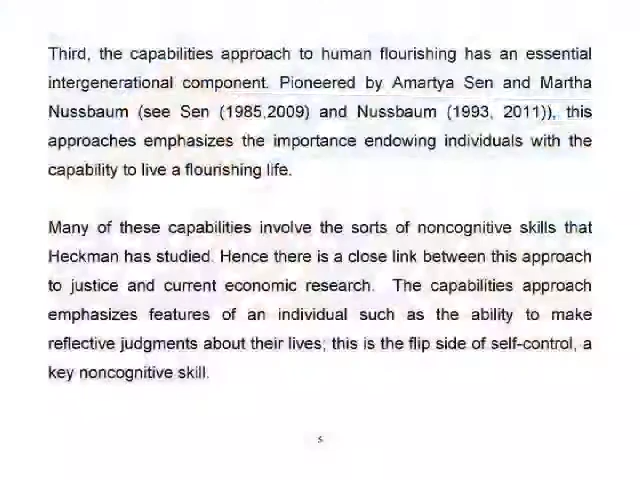 Third, the capabilities approach to human flourishing has an essential
intergenerational component. Pioneered by Amartya Sen and Martha
Nussbaum (see Sen (1985,2009) and Nussbaum (1993, 2011)), this
approaches emphasizes the importance endowing individuals with the
capability to live a flourishing life.
Many of these capabilities involve the sorts of noncognitive skills that
Heckman has studied. Hence there is a close link between this approach
to justice and current economic research. The capabilities approach
emphasizes features of an individual such as the ability to make
reflective judgments about their lives; this is the flip side of self-control, a
key noncognitive skill.